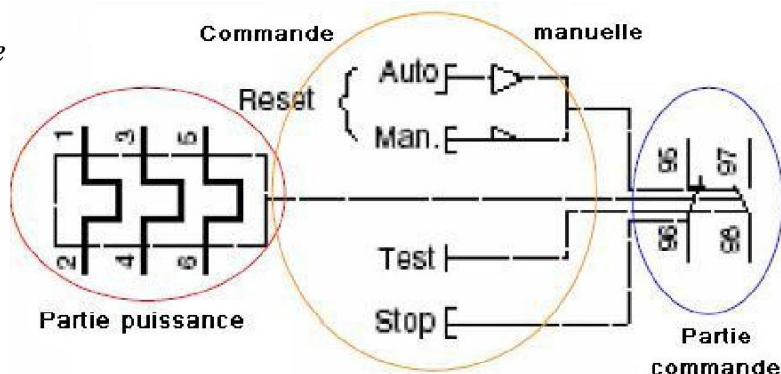 e
Commande manuelle
Auto
Reset
Man.
1 3 5
95 97
2 4 6
96 98
Test
Stop
Partie puissance
Partie
commande